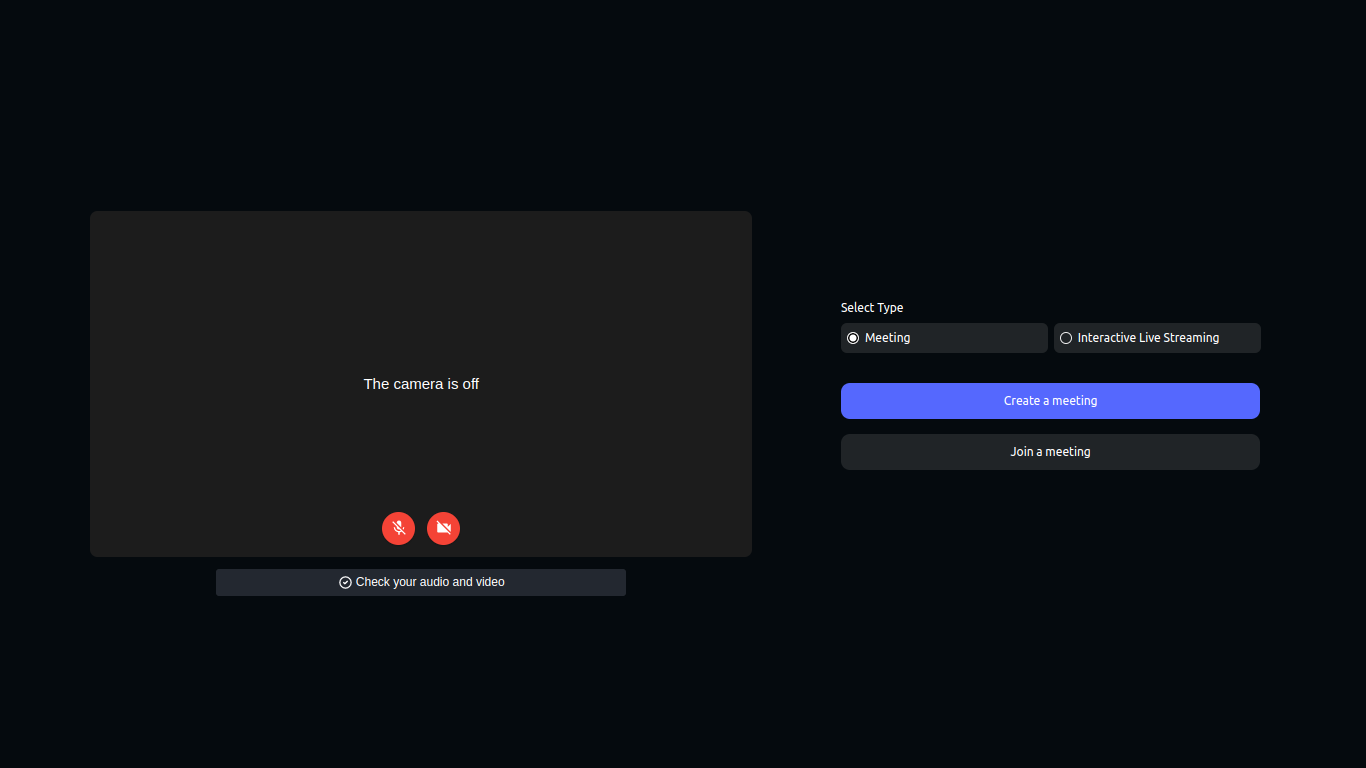 The camera is off
Check your audio and video
Select Type
Meeting
Interactive Live Streaming
Create a meeting
Join a meeting